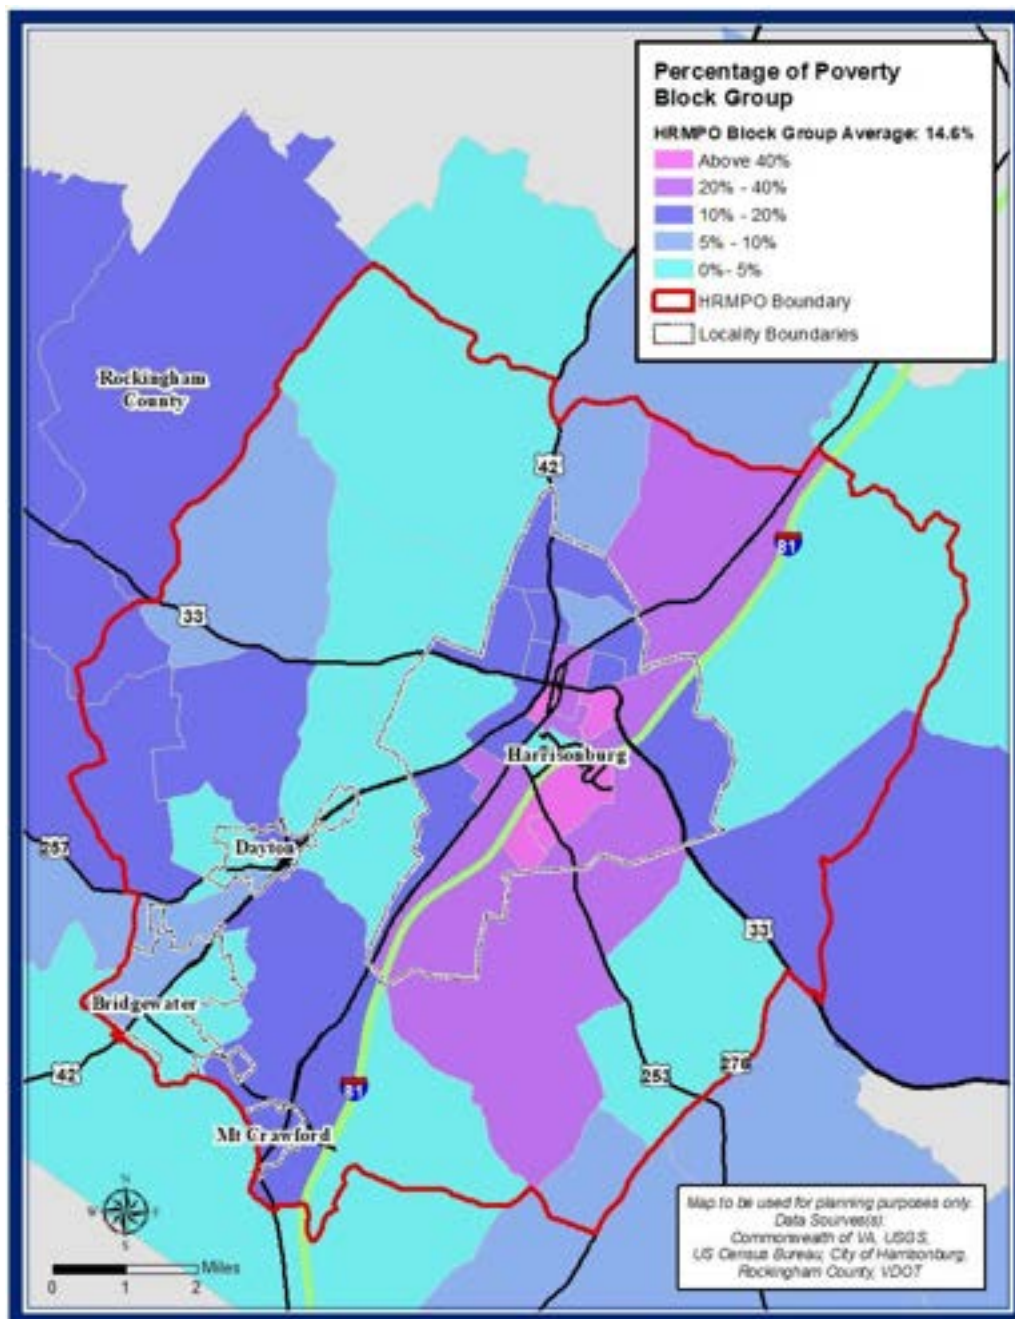 Percentage of Poverty
Block Group
HRMPO Block Group Average: 14.6%
Above 40%
20% - 40%
10% - 20%
5% - 10%
0%- 5%
HRMPO Boundary
Locality Boundaries
Rockingham
County
42
81
33
Harrisonburg
257
Dayton
33
Bridgewater
42
81
253
276
Mt Crawford
N
W
E
S
Miles
0
1
2
Map to be used for planning purposes only.
Data Sourves(s):
Commonwealth of VA, USGS,
US Census Bureau, City of Harrisonburg,
Rockingham County, VDOT